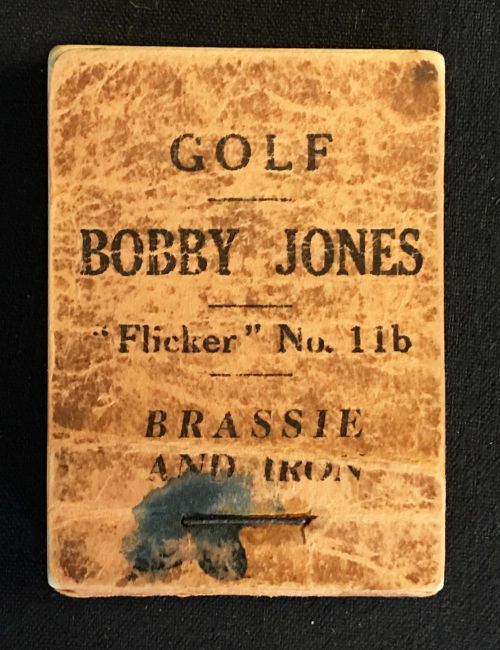 GOLF
BOBBY JONES
"Flicker" No. 11b
BRASSIE
AND IRON